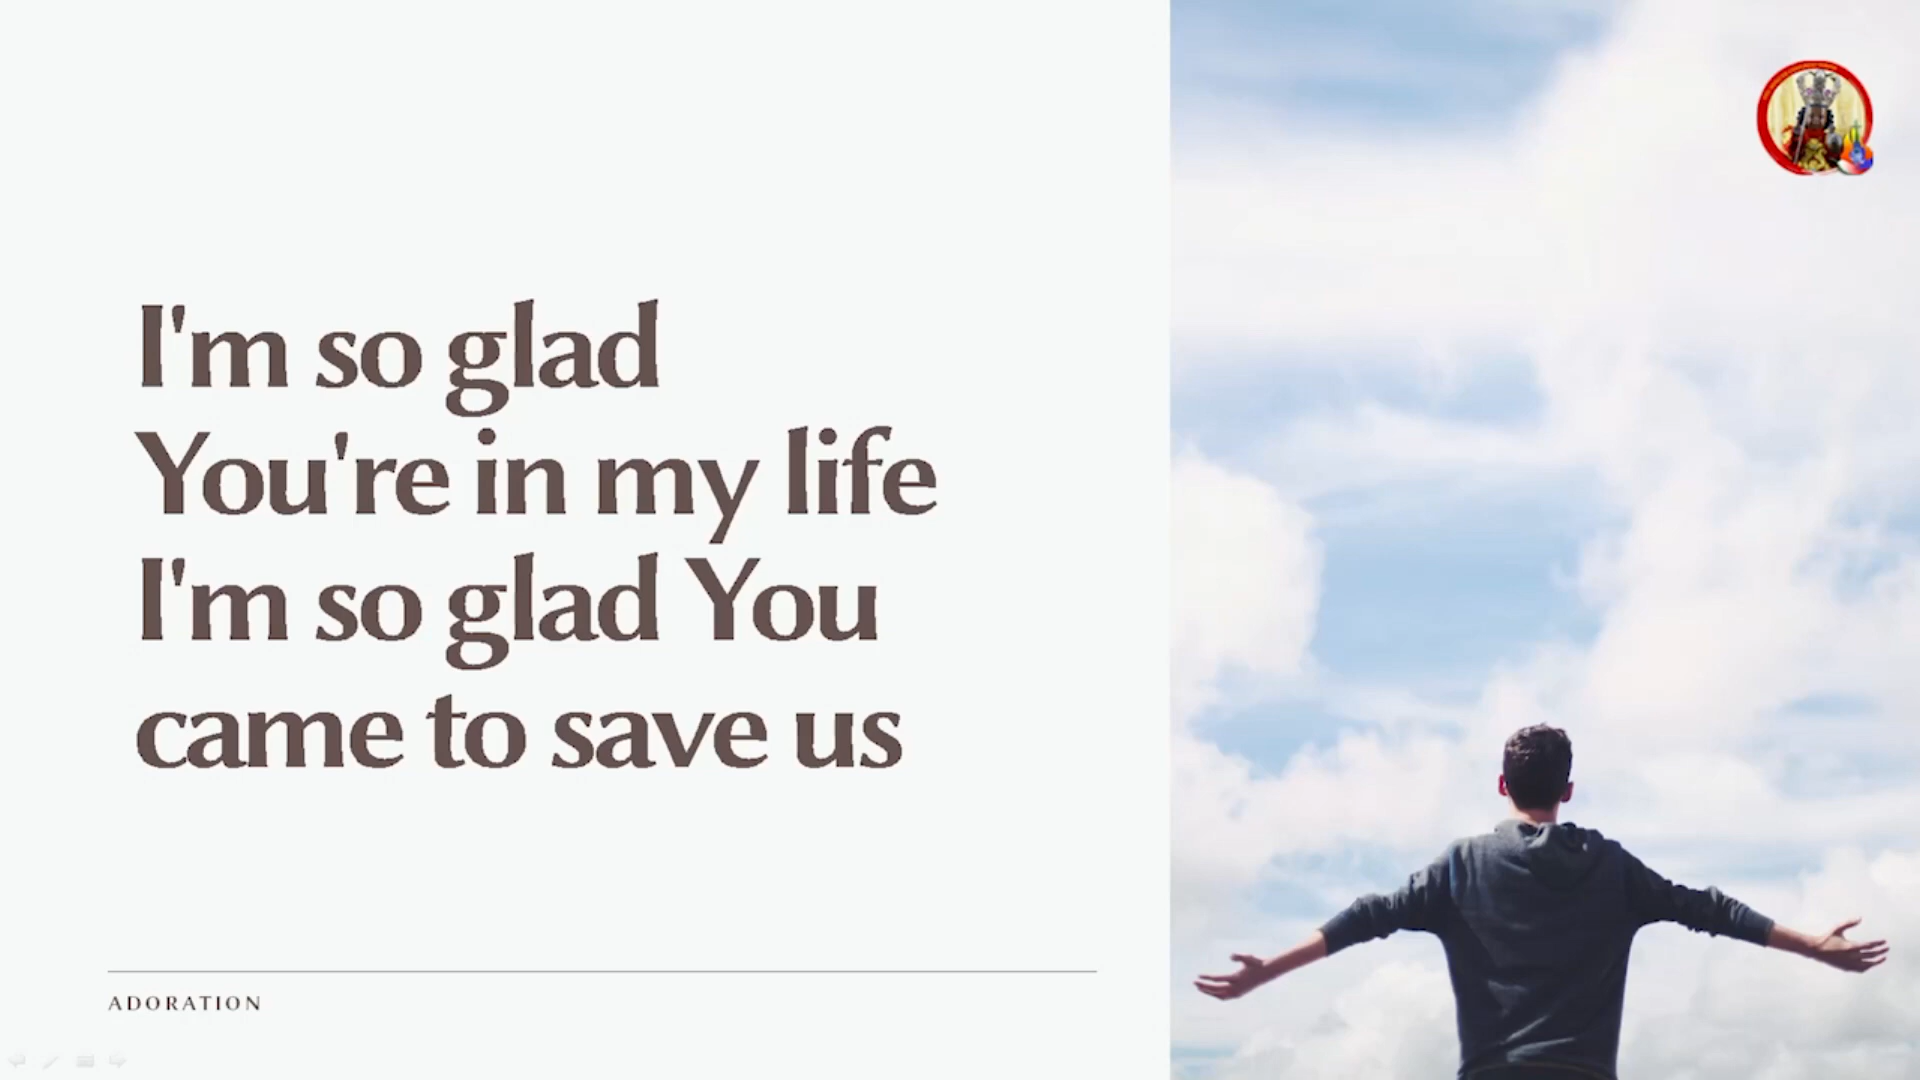 I'm so glad
You're in my life
I'm so glad You
came to save us
ADORATION